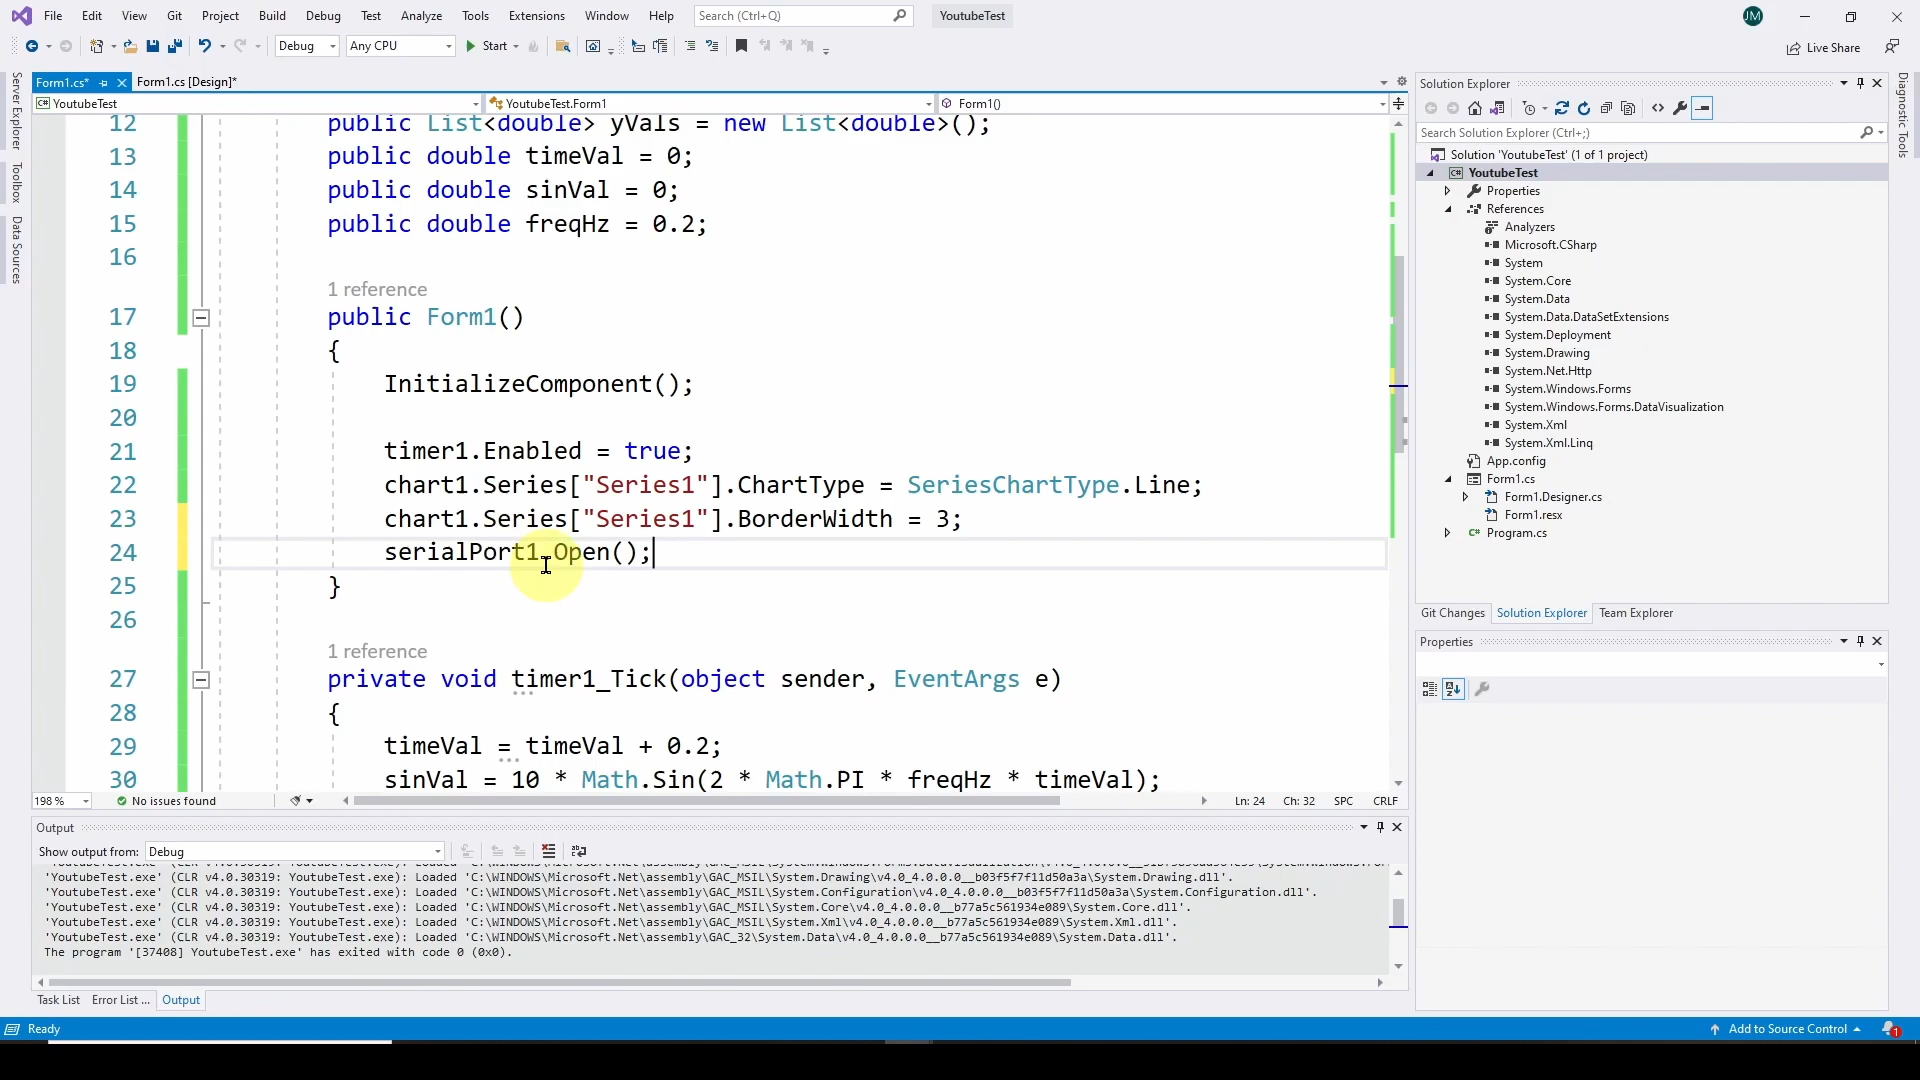 File Edit View Git Project Build Debug Test Analyze Tools Extensions Window Help Search (Ctrl+Q) YoutubeTest JM
Debug Any CPU Start Live Share
Form1.cs* Form1.cs [Design]*
C# YoutubeTest YoutubeTest.Form1 Form1()
Server Explorer
Toolbox
Data Sources
12 public List<double> yVals = new List<double>();
13 public double timeVal = 0;
14 public double sinVal = 0;
15 public double freqHz = 0.2;
16
1 reference
17 public Form1()
18 {
19 InitializeComponent();
20
21 timer1.Enabled = true;
22 chart1.Series["Series1"].ChartType = SeriesChartType.Line;
23 chart1.Series["Series1"].BorderWidth = 3;
24 serialPort1.Open();
25 }
26
1 reference
27 private void timer1_Tick(object sender, EventArgs e)
28 {
29 timeVal = timeVal + 0.2;
30 sinVal = 10 * Math.Sin(2 * Math.PI * freqHz * timeVal);
198 % No issues found Ln: 24 Ch: 32 SPC CRLF
Output
Show output from: Debug
'YoutubeTest.exe' (CLR v4.0.30319: YoutubeTest.exe): Loaded 'C:\WINDOWS\Microsoft.Net\assembly\GAC_MSIL\System.Drawing\v4.0_4.0.0.0__b03f5f7f11d50a3a\System.Drawing.dll'.
'YoutubeTest.exe' (CLR v4.0.30319: YoutubeTest.exe): Loaded 'C:\WINDOWS\Microsoft.Net\assembly\GAC_MSIL\System.Configuration\v4.0_4.0.0.0__b03f5f7f11d50a3a\System.Configuration.dll'.
'YoutubeTest.exe' (CLR v4.0.30319: YoutubeTest.exe): Loaded 'C:\WINDOWS\Microsoft.Net\assembly\GAC_MSIL\System.Core\v4.0_4.0.0.0__b77a5c561934e089\System.Core.dll'.
'YoutubeTest.exe' (CLR v4.0.30319: YoutubeTest.exe): Loaded 'C:\WINDOWS\Microsoft.Net\assembly\GAC_MSIL\System.Xml\v4.0_4.0.0.0__b77a5c561934e089\System.Xml.dll'.
'YoutubeTest.exe' (CLR v4.0.30319: YoutubeTest.exe): Loaded 'C:\WINDOWS\Microsoft.Net\assembly\GAC_32\System.Data\v4.0_4.0.0.0__b77a5c561934e089\System.Data.dll'.
The program '[37408] YoutubeTest.exe' has exited with code 0 (0x0).
Task List Error List ... Output
Solution Explorer
Search Solution Explorer (Ctrl+;)
Solution 'YoutubeTest' (1 of 1 project)
C# YoutubeTest
Properties
References
Analyzers
Microsoft.CSharp
System
System.Core
System.Data
System.Data.DataSetExtensions
System.Deployment
System.Drawing
System.Net.Http
System.Windows.Forms
System.Windows.Forms.DataVisualization
System.Xml
System.Xml.Linq
App.config
Form1.cs
Form1.Designer.cs
Form1.resx
C# Program.cs
Git Changes Solution Explorer Team Explorer
Properties
Diagnostic Tools
Ready Add to Source Control 1